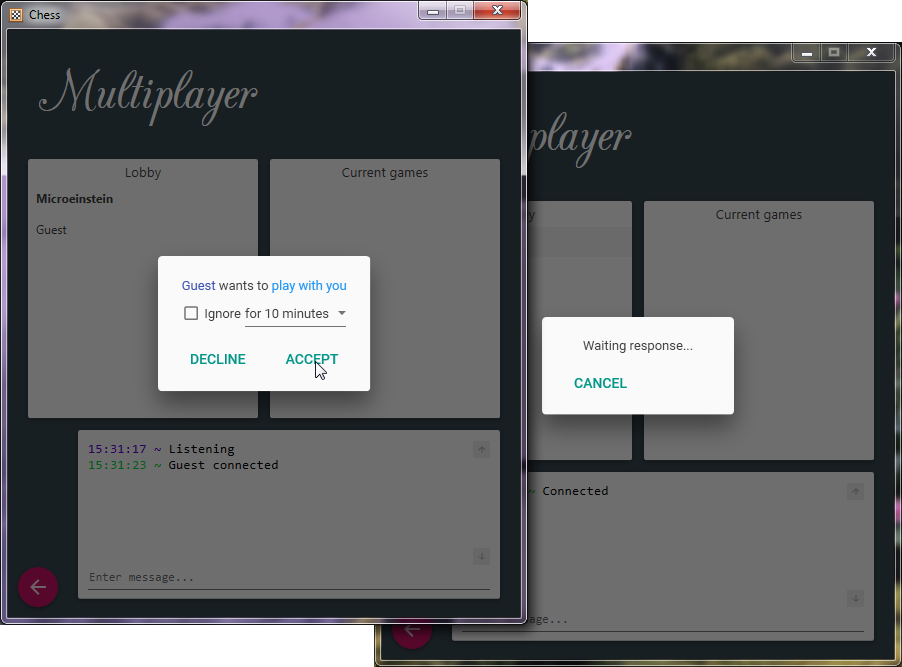 Chess
Multiplayer
Lobby
Microeinstein
Guest
Current games
Guest wants to play with you
Ignore for 10 minutes
DECLINE
ACCEPT
15:31:17 ~ Listening
15:31:23 ~ Guest connected
Enter message...
player
y
Current games
Waiting response...
CANCEL
~ Connected
age...